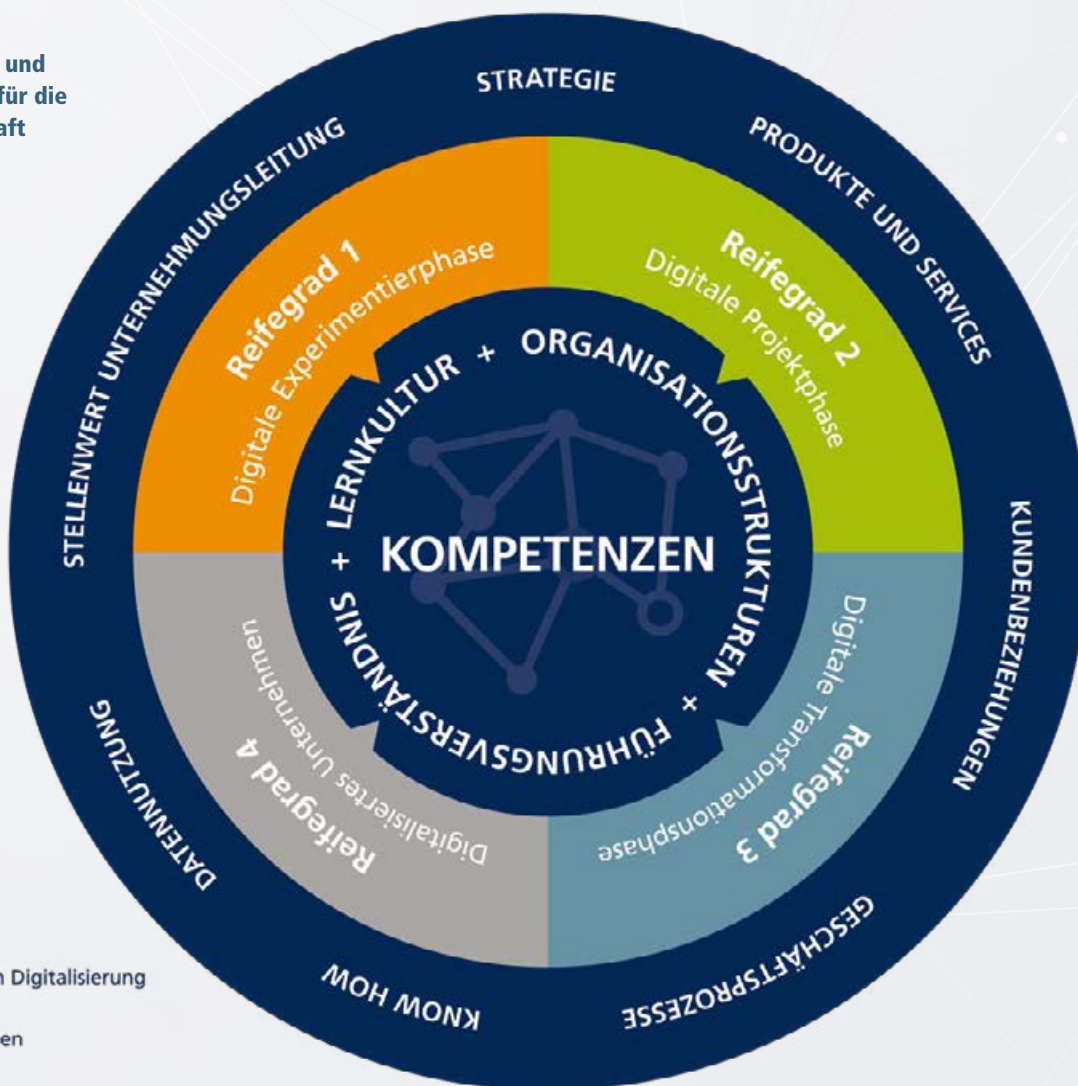 und
für die
aft
STRATEGIE
PRODUKTE UND SERVICES
KUNDENBEZIEHUNGEN
GESCHÄFTSPROZESSE
KNOW HOW
DATENNUTZUNG
STELLENWERT UNTERNEHMUNGSLEITUNG
Reifegrad 1
Digitale Experimentierphase
Reifegrad 2
Digitale Projektphase
Reifegrad 3
Digitale Transformationsphase
Reifegrad 4
Digitalisiertes Unternehmen
LERNKULTUR + ORGANISATIONSSTRUKTUREN + FÜHRUNGSVERSTÄNDNIS +
KOMPETENZEN
n Digitalisierung
en